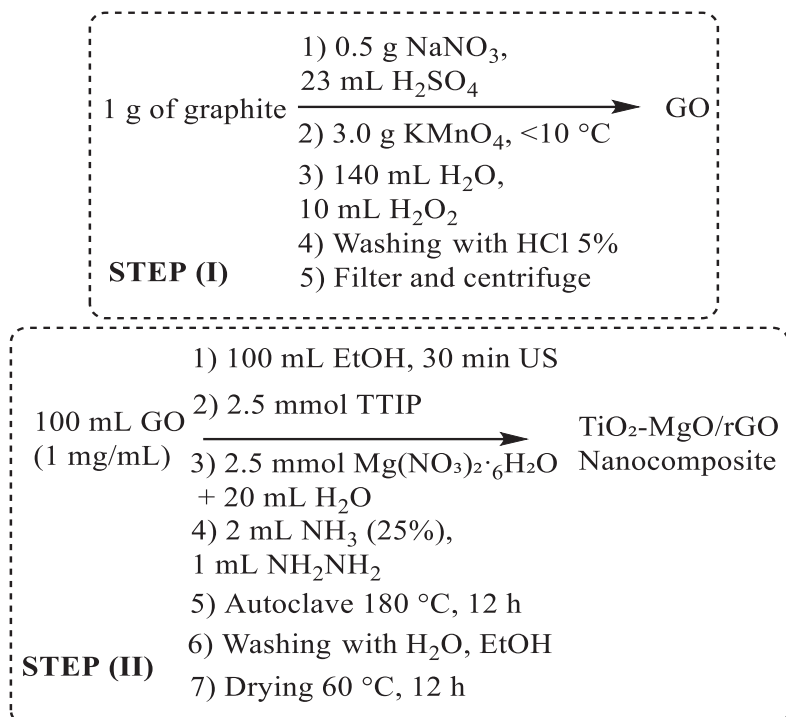 1) 0.5 g NaNO₃,
23 mL H₂SO₄
1 g of graphite
GO
2) 3.0 g KMnO₄, <10 °C
3) 140 mL H₂O,
10 mL H₂O₂
4) Washing with HCl 5%
STEP (I)
5) Filter and centrifuge
1) 100 mL EtOH, 30 min US
2) 2.5 mmol TTIP
100 mL GO
(1 mg/mL)
TiO₂-MgO/rGO
Nanocomposite
3) 2.5 mmol Mg(NO₃)₂·₆H₂O
+ 20 mL H₂O
4) 2 mL NH₃ (25%),
1 mL NH₂NH₂
5) Autoclave 180 °C, 12 h
6) Washing with H₂O, EtOH
STEP (II)
7) Drying 60 °C, 12 h